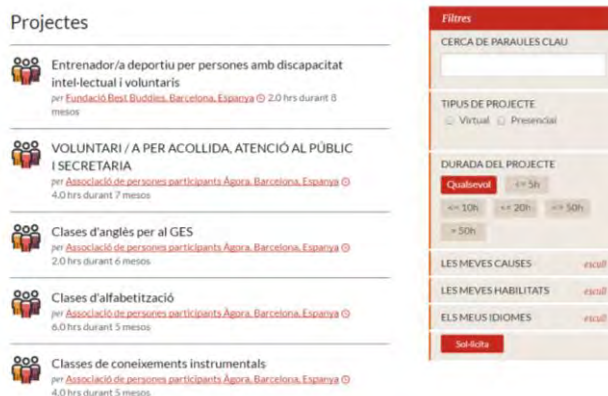 Projectes
Entrenador/a deportiu per persones amb discapacitat
intel·lectual i voluntaris
per Fundació Best Buddies, Barcelona, Espanya 2.0 hrs durant 8
mesos
VOLUNTARI / A PER ACOLLIDA, ATENCIÓ AL PÚBLIC
I SECRETARIA
per Associació de persones participants Àgora, Barcelona, Espanya
4.0 hrs durant 7 mesos
Clases d'anglès per al GES
per Associació de persones participants Àgora, Barcelona, Espanya
2.0 hrs durant 6 mesos
Clases d'alfabetització
per Associació de persones participants Àgora, Barcelona, Espanya
6.0 hrs durant 5 mesos
Classes de coneixements instrumentals
per Associació de persones participants Àgora, Barcelona, Espanya
4.0 hrs durant 5 mesos
Filtres
CERCA DE PARAULES CLAU
TIPUS DE PROJECTE
Virtual Presencial
DURADA DEL PROJECTE
Qualsevol <= 5h
<= 10h <= 20h <= 50h
> 50h
LES MEVES CAUSES escull
LES MEVES HABILITATS escull
ELS MEUS IDIOMES escull
Sol·licita